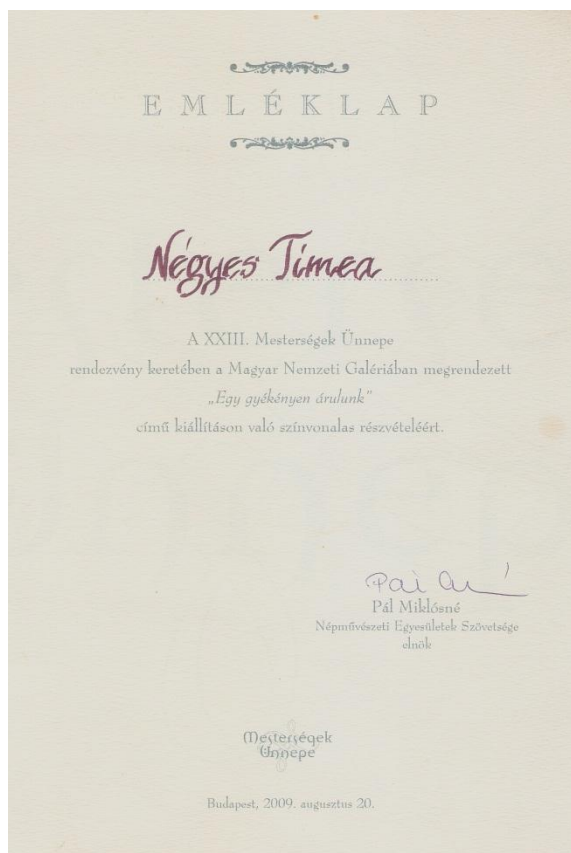 EMLÉKLAP
Négyes Tímea
A XXIII. Mesterségek Ünnepe
rendezvény keretében a Magyar Nemzeti Galériában megrendezett
„Egy gyékényen árulunk”
című kiállításon való színvonalas részvételéért.
Pál Miklósné
Népművészeti Egyesületek Szövetsége
elnök
Mesterségek
Ünnepe
Budapest, 2009. augusztus 20.